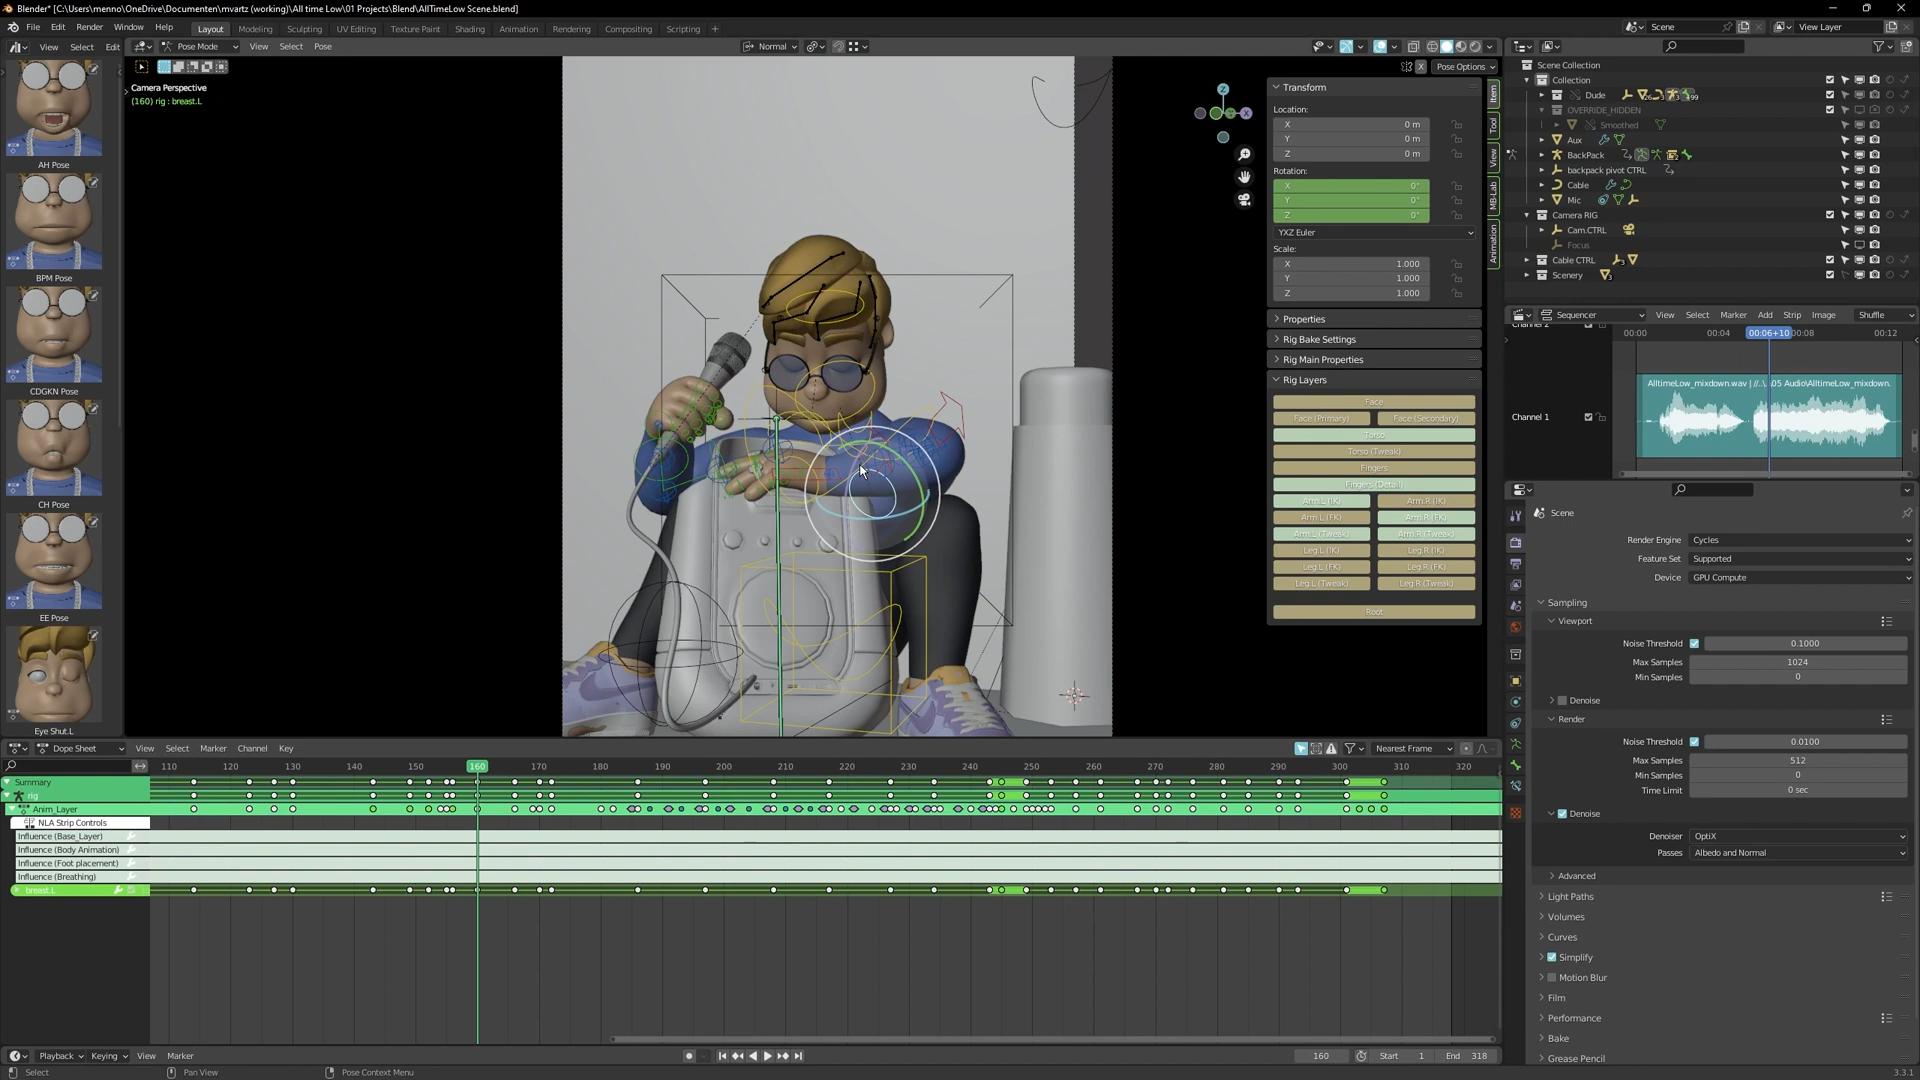 Blender* [C:\Users\menno\OneDrive\Documenten\mvartz (working)\All time Low\01 Projects\Blend\AllTimeLow Scene.blend]
File Edit Render Window Help
Layout Modeling Sculpting UV Editing Texture Paint Shading Animation Rendering Compositing Scripting +
Scene
View Layer
View Select Edit
Pose Mode View Select Pose
Normal
X Pose Options
AH Pose
BPM Pose
CDGKN Pose
CH Pose
EE Pose
Eye Shut.L
Camera Perspective
(160) rig : breast.L
Z
X
Transform
Location:
X 0 m
Y 0 m
Z 0 m
Rotation:
X 0°
Y 0°
Z 0°
YXZ Euler
Scale:
X 1.000
Y 1.000
Z 1.000
Properties
Rig Bake Settings
Rig Main Properties
Rig Layers
Face
Face (Primary) Face (Secondary)
Torso
Torso (Tweak)
Fingers
Fingers (Detail)
Arm.L (IK) Arm.R (IK)
Arm.L (FK) Arm.R (FK)
Arm.L (Tweak) Arm.R (Tweak)
Leg.L (IK) Leg.R (IK)
Leg.L (FK) Leg.R (FK)
Leg.L (Tweak) Leg.R (Tweak)
Root
Item
Tool
View
MB-Lab
Animation
Scene Collection
Collection
Dude
OVERRIDE_HIDDEN
Smoothed
Aux
BackPack
backpack pivot CTRL
Cable
Mic
Camera RIG
Cam.CTRL
Focus
Cable CTRL
Scenery
Sequencer View Select Marker Add Strip Image Shuffle
00:00 00:04 00:06+10 00:08 00:12
Channel 2
AlltimeLow_mixdown.wav | //..\..\05 Audio\AlltimeLow_mixdown.
Channel 1
Scene
Render Engine Cycles
Feature Set Supported
Device GPU Compute
Sampling
Viewport
Noise Threshold 0.1000
Max Samples 1024
Min Samples 0
Denoise
Render
Noise Threshold 0.0100
Max Samples 512
Min Samples 0
Time Limit 0 sec
Denoise
Denoiser OptiX
Passes Albedo and Normal
Advanced
Light Paths
Volumes
Curves
Simplify
Motion Blur
Film
Performance
Bake
Grease Pencil
Dope Sheet View Select Marker Channel Key
Nearest Frame
110 120 130 140 150 160 170 180 190 200 210 220 230 240 250 260 270 280 290 300 310 320
Summary
rig
Anim_Layer
NLA Strip Controls
Influence (Base_Layer)
Influence (Body Animation)
Influence (Foot placement)
Influence (Breathing)
breast.L
Playback Keying View Marker
160 Start 1 End 318
Select Pan View Pose Context Menu
3.3.1